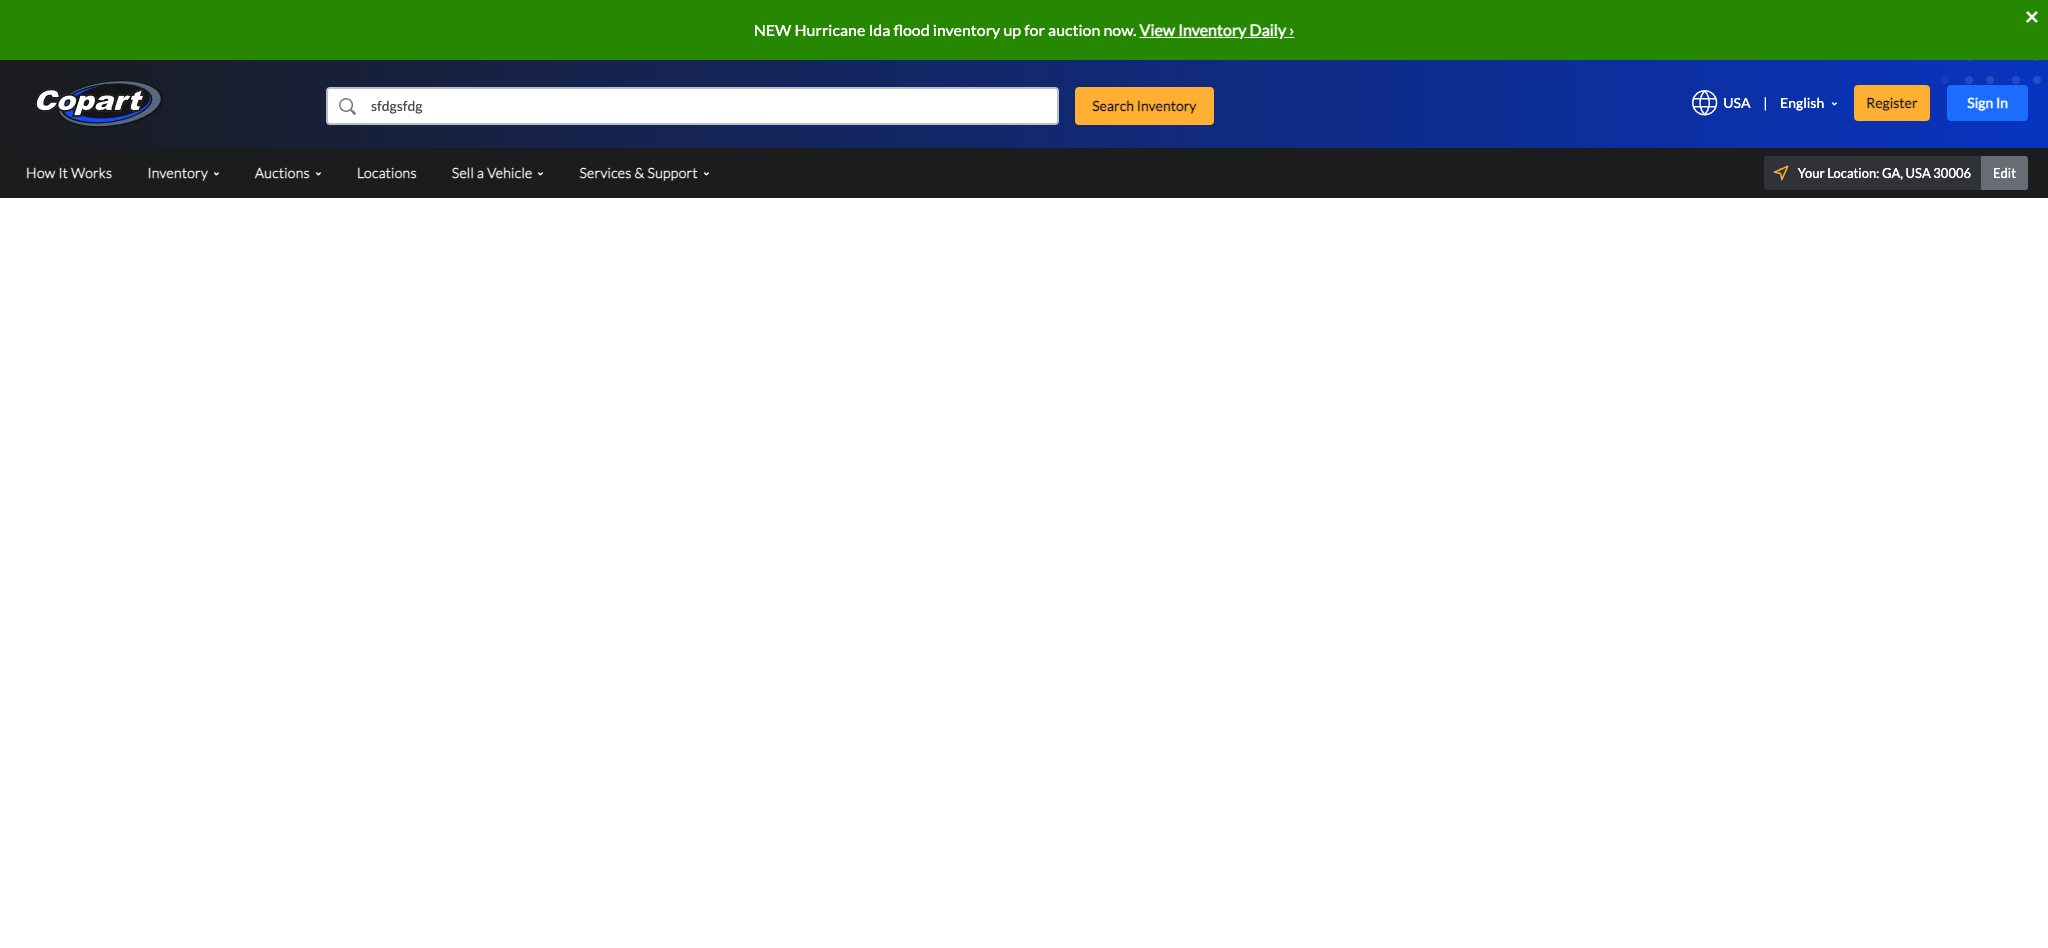 NEW Hurricane Ida flood inventory up for auction now. View Inventory Daily ›
Copart
sfdgsfdg
Search Inventory
USA | English
Register
Sign In
How It Works
Inventory
Auctions
Locations
Sell a Vehicle
Services & Support
Your Location: GA, USA 30006
Edit